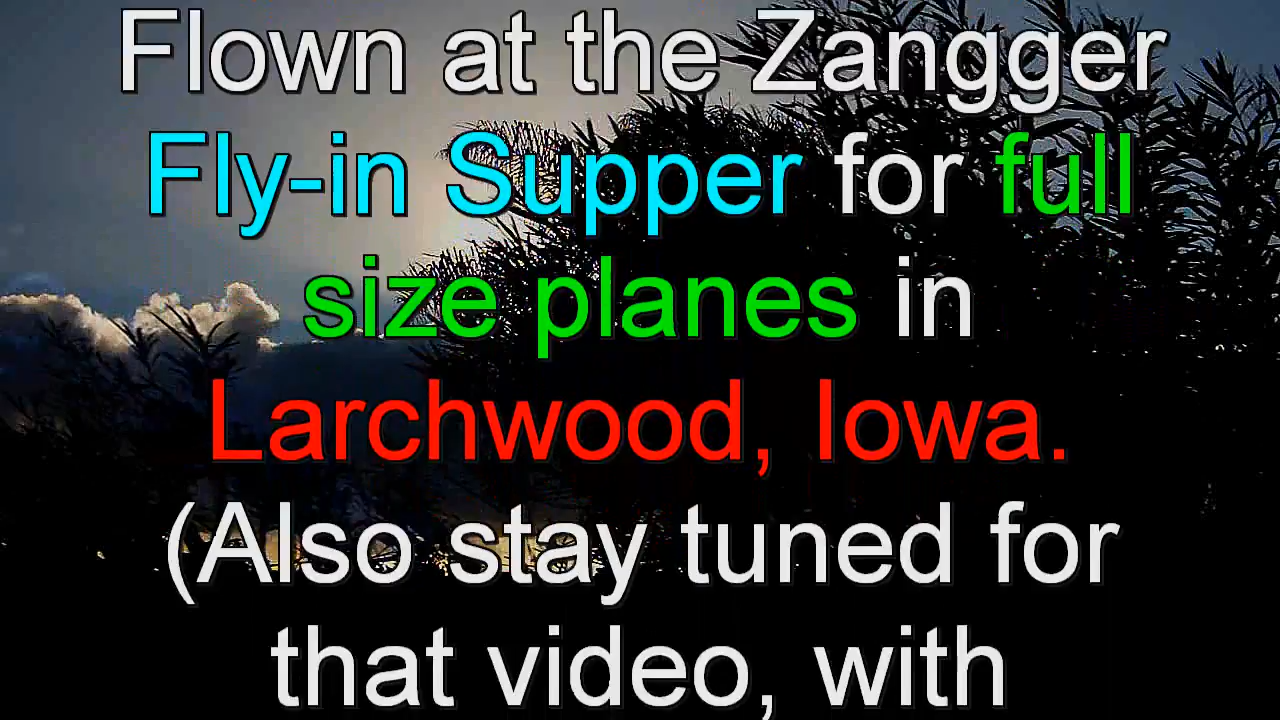 Flown at the Zangger
Fly-in Supper for full
size planes in
Larchwood, Iowa.
(Also stay tuned for
that video, with